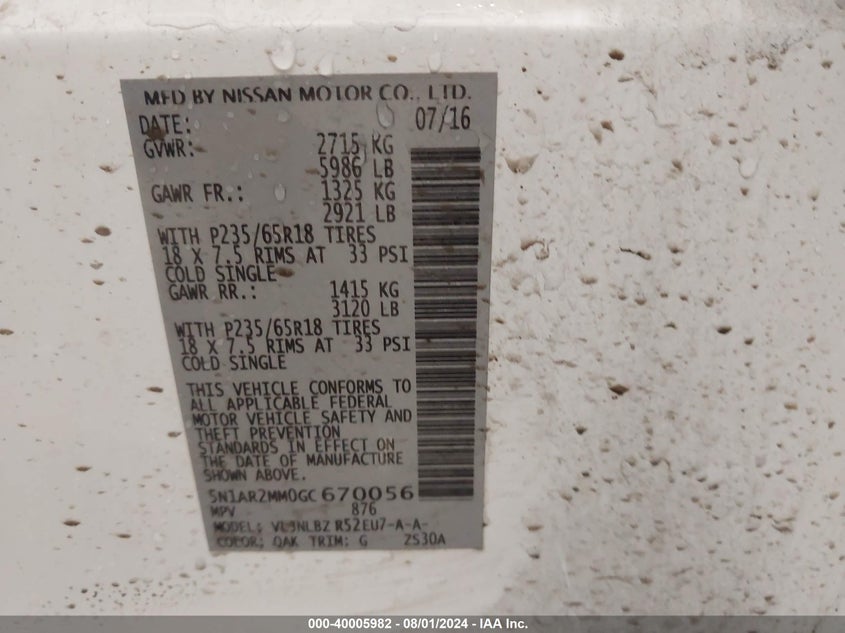 MFD BY NISSAN MOTOR CO., LTD.
DATE: 07/16
GVWR: 2715 KG
5986 LB
GAWR FR.: 1325 KG
2921 LB
WITH P235/65R18 TIRES
18 X 7.5 RIMS AT 33 PSI
COLD SINGLE
GAWR RR.: 1415 KG
3120 LB
WITH P235/65R18 TIRES
18 X 7.5 RIMS AT 33 PSI
COLD SINGLE
THIS VEHICLE CONFORMS TO
ALL APPLICABLE FEDERAL
MOTOR VEHICLE SAFETY AND
THEFT PREVENTION
STANDARDS IN EFFECT ON
THE DATE OF MANUFACTURE
SHOWN ABOVE.
5N1AR2MM0GC670056
MPV 876
MODEL: VL9NLBZ R52EU7-A-A-
COLOR: QAK TRIM: G 2S30A
000-40005982 - 08/01/2024 - IAA Inc.